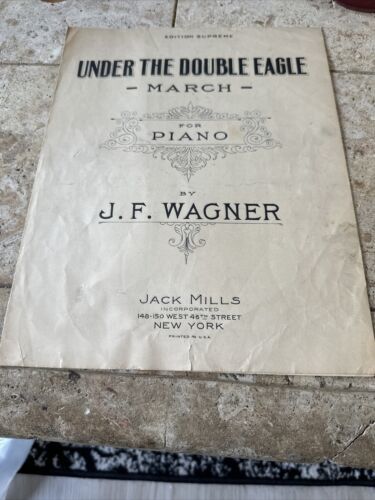 EDITION SUPREME
UNDER THE DOUBLE EAGLE
- MARCH -
FOR
PIANO
BY
J. F. WAGNER
JACK MILLS
INCORPORATED
148-150 WEST 46TH STREET
NEW YORK
PRINTED IN U.S.A.